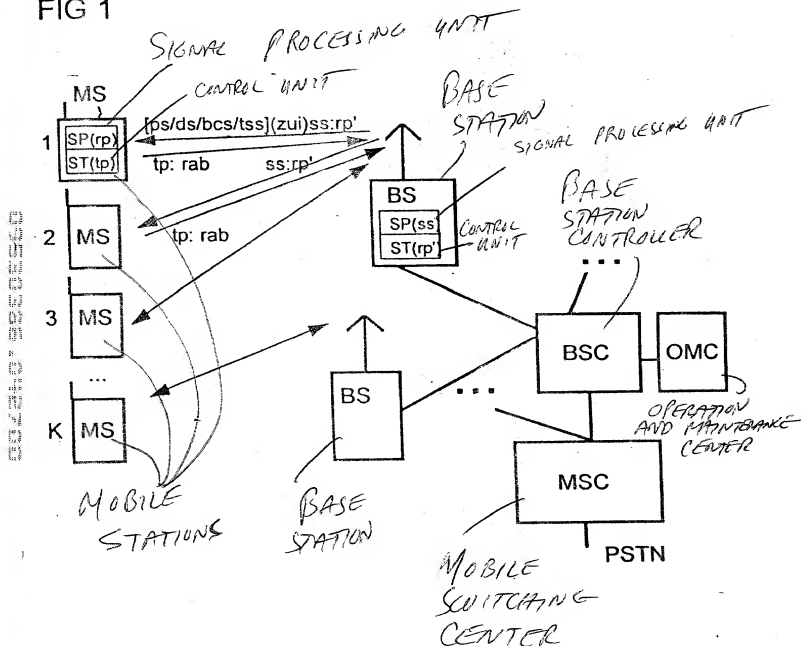 FIG 1
SIGNAL PROCESSING UNIT
CONTROL UNIT
MS
1
SP(rp)
ST(tp)
[ps/ds/bcs/tss](zui)ss:rp'
tp: rab
ss:rp'
BASE
STATION
SIGNAL PROCESSING UNIT
BS
SP(ss
ST(rp')
CONTROL
UNIT
BASE
STATION
CONTROLLER
...
2
MS
tp: rab
3
MS
...
K
MS
BS
...
BSC
OMC
OPERATION
AND MAINTENANCE
CENTER
MSC
PSTN
MOBILE
STATIONS
BASE
STATION
MOBILE
SWITCHING
CENTER